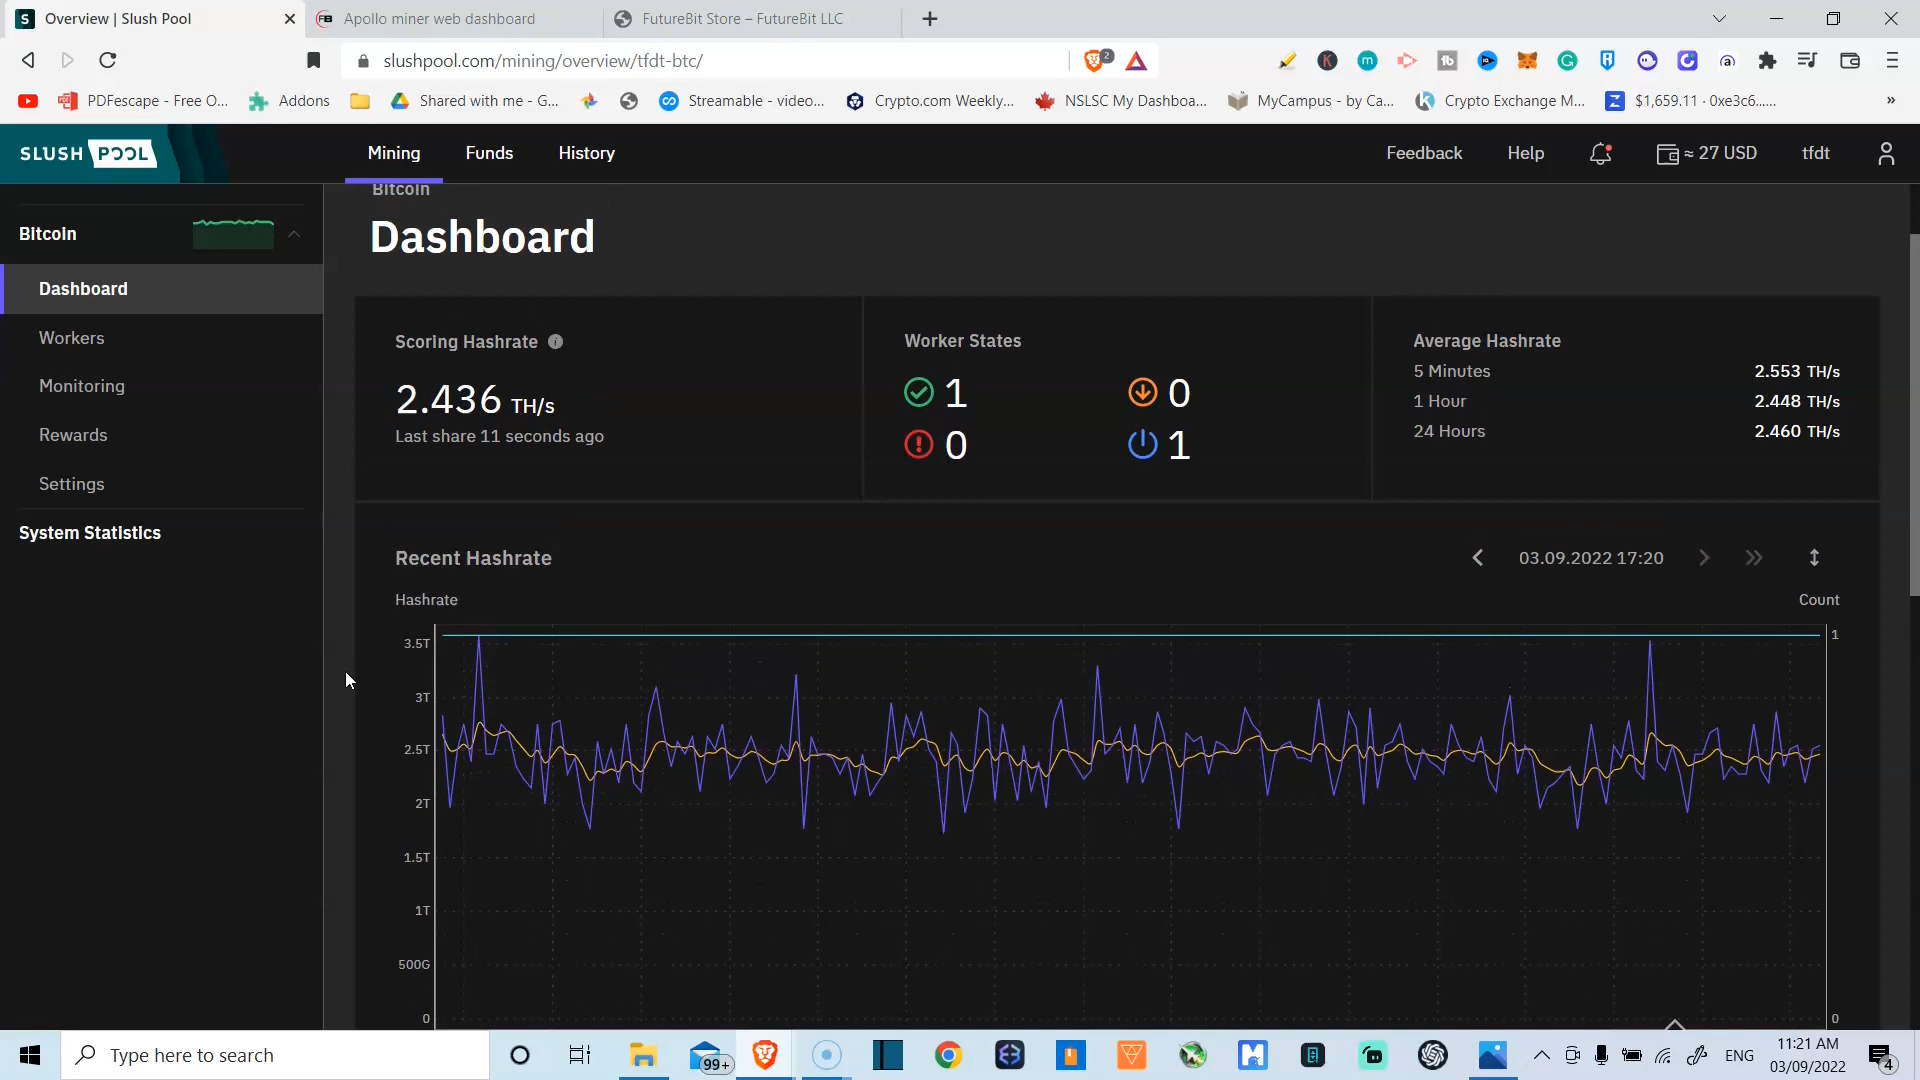 Overview | Slush Pool
Apollo miner web dashboard
FutureBit Store – FutureBit LLC
slushpool.com/mining/overview/tfdt-btc/
2
PDFescape - Free O...
Addons
Shared with me - G...
Streamable - video...
Crypto.com Weekly...
NSLSC My Dashboa...
MyCampus - by Ca...
Crypto Exchange M...
$1,659.11 · 0xe3c6......
»
SLUSH POOL
Mining
Funds
History
Feedback
Help
≈ 27 USD
tfdt
Bitcoin
Dashboard
Workers
Monitoring
Rewards
Settings
System Statistics
Bitcoin
Dashboard
Scoring Hashrate
2.436 TH/s
Last share 11 seconds ago
Worker States
1
0
0
1
Average Hashrate
5 Minutes 2.553 TH/s
1 Hour 2.448 TH/s
24 Hours 2.460 TH/s
Recent Hashrate
03.09.2022 17:20
Hashrate
Count
3.5T
3T
2.5T
2T
1.5T
1T
500G
0
1
0
Type here to search
99+
ENG
11:21 AM
03/09/2022
4